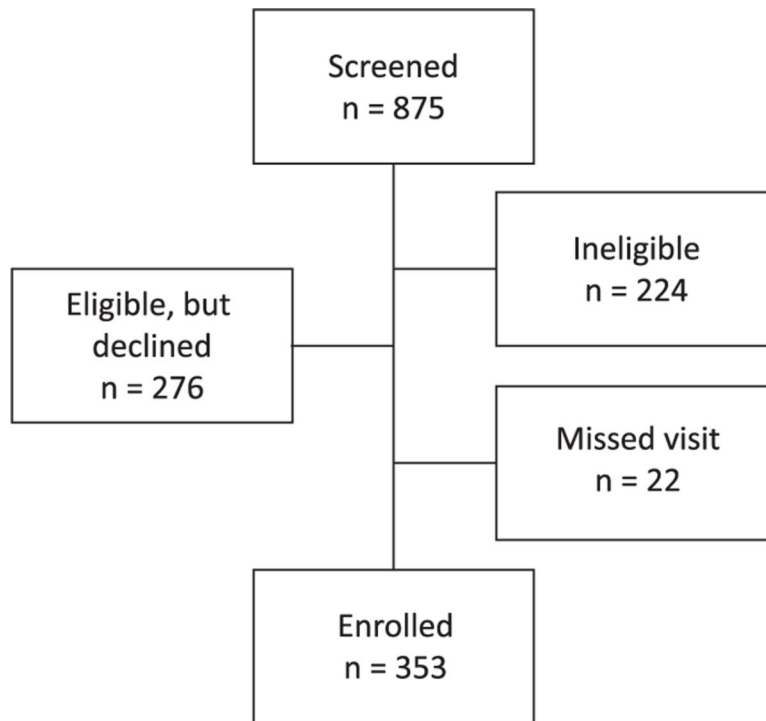 Screened
n = 875
Ineligible
n = 224
Eligible, but
declined
n = 276
Missed visit
n = 22
Enrolled
n = 353